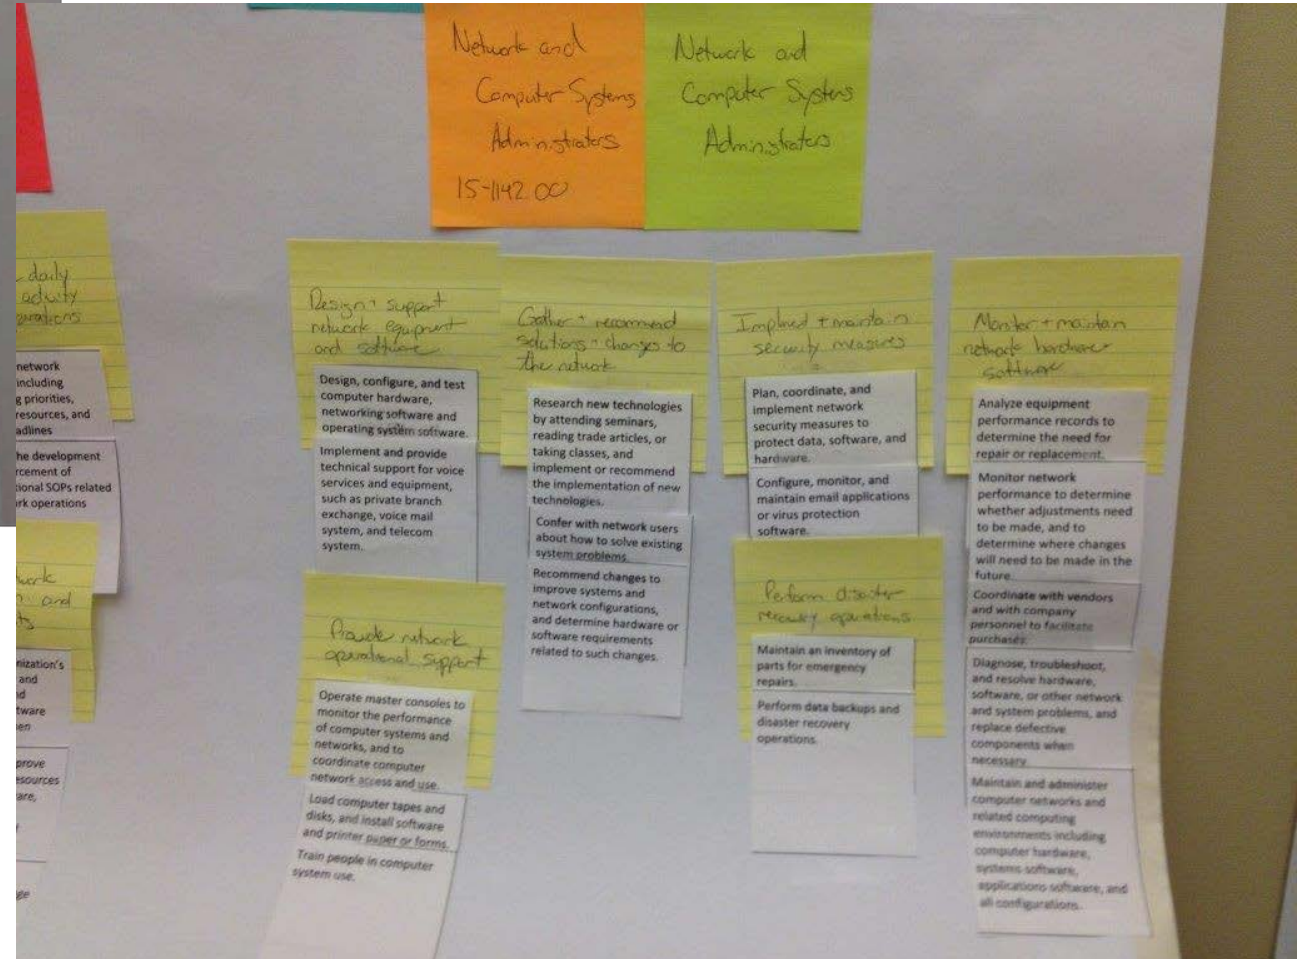 Network and
Computer Systems
Administrators
15-1142.00
Network and
Computer Systems
Administrators
daily
activity
network
including
g priorities,
resources, and
adlines
he development
rcement of
ional SOPs related
rk operations
work
and
ts
nization's
and
d
tware
en
prove
esources
are,
ge
Design + support
network equipment
and software
Design, configure, and test
computer hardware,
networking software and
operating system software.
Implement and provide
technical support for voice
services and equipment,
such as private branch
exchange, voice mail
system, and telecom
system.
Provide network
operational support
Operate master consoles to
monitor the performance
of computer systems and
networks, and to
coordinate computer
network access and use.
Load computer tapes and
disks, and install software
and printer paper or forms.
Train people in computer
system use.
Gather + recommend
solutions + changes to
the network
Research new technologies
by attending seminars,
reading trade articles, or
taking classes, and
implement or recommend
the implementation of new
technologies.
Confer with network users
about how to solve existing
system problems.
Recommend changes to
improve systems and
network configurations,
and determine hardware or
software requirements
related to such changes.
+ maintain
security measures
Plan, coordinate, and
implement network
security measures to
protect data, software, and
hardware.
Configure, monitor, and
maintain email applications
or virus protection
software.
Perform disaster
recovery operations
Maintain an inventory of
parts for emergency
repairs.
Perform data backups and
disaster recovery
operations.
Monitor + maintain
network hardware +
software
Analyze equipment
performance records to
determine the need for
repair or replacement.
Monitor network
performance to determine
whether adjustments need
to be made, and to
determine where changes
will need to be made in the
future.
Coordinate with vendors
and with company
personnel to facilitate
purchases.
Diagnose, troubleshoot,
and resolve hardware,
software, or other network
and system problems, and
replace defective
components when
necessary.
Maintain and administer
computer networks and
related computing
environments including
computer hardware,
systems software,
applications software, and
all configurations.